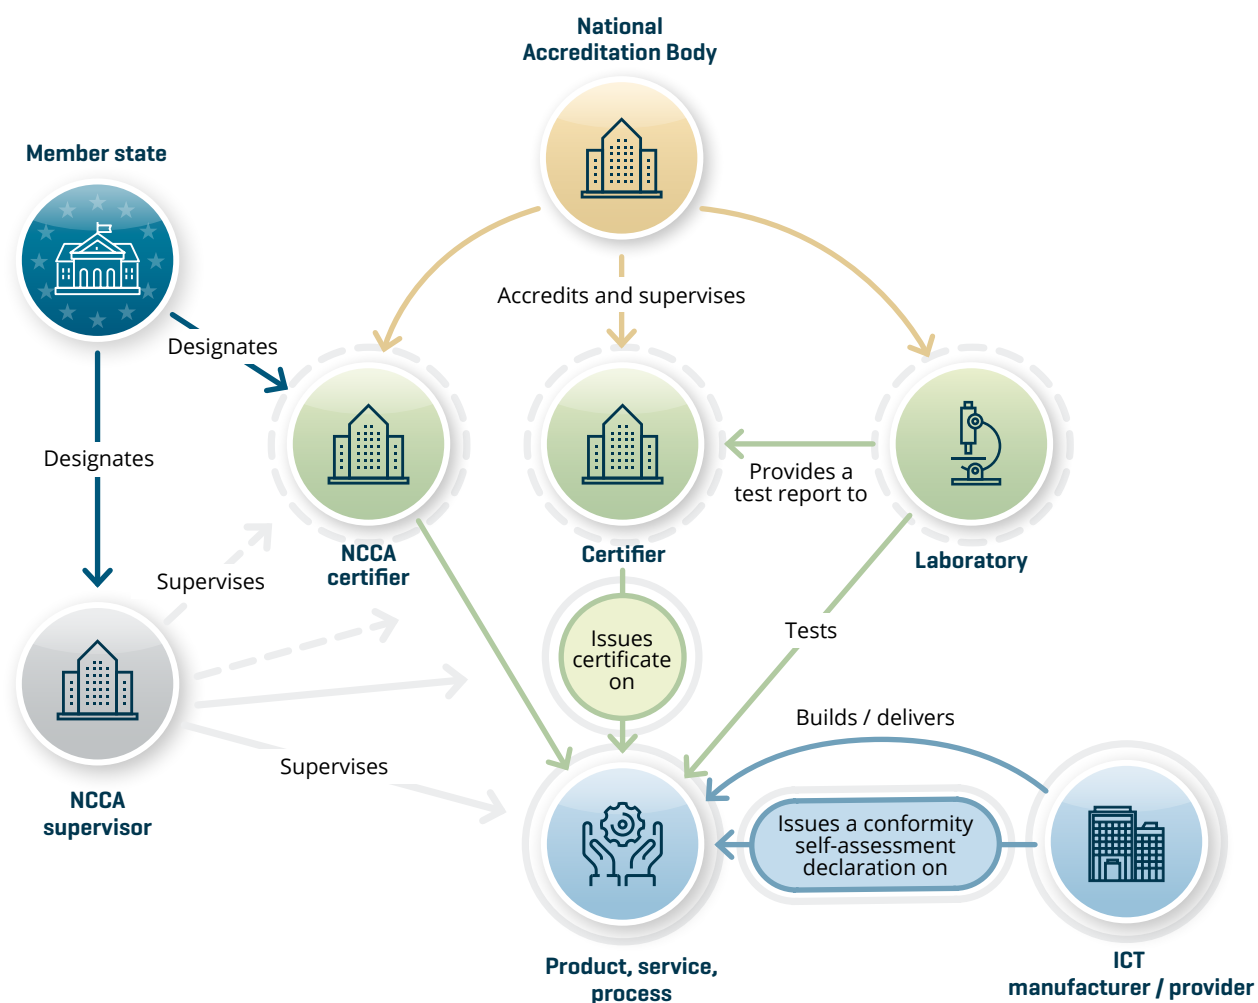 National
Accreditation Body
Member state
Accredits and supervises
Designates
Designates
Provides a
test report to
NCCA
certifier
Certifier
Laboratory
Supervises
Issues
certificate
on
Tests
Builds / delivers
Supervises
NCCA
supervisor
Issues a conformity
self-assessment
declaration on
Product, service,
process
ICT
manufacturer / provider